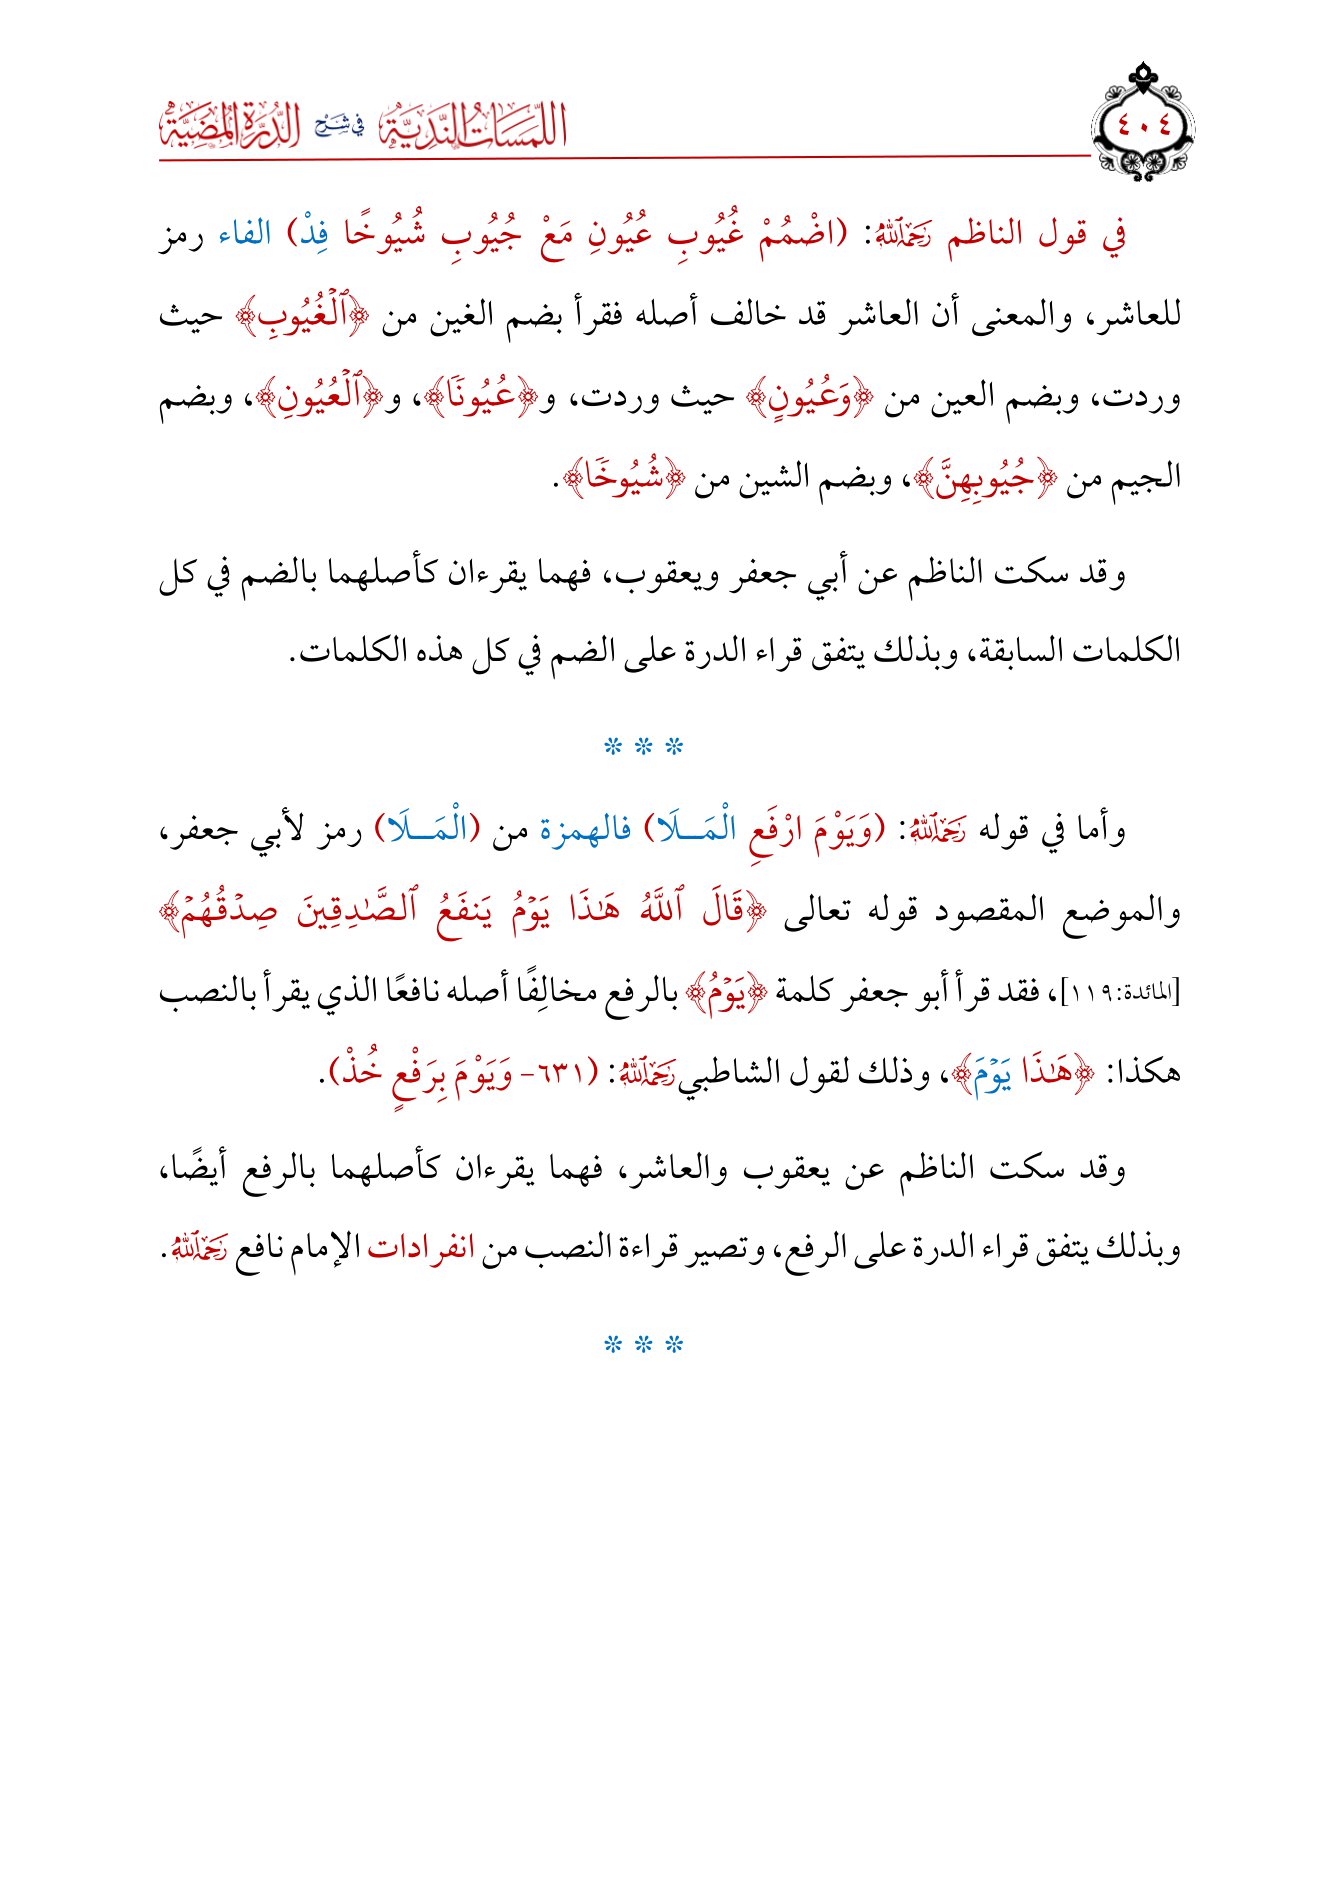 اللمسات الندية في شرح الدرة المضية
٤٠٤
في قول الناظم رَحِمَهُ ٱللَّهُ: (اضْمُمْ غُيُوبِ عُيُونِ مَعْ جُيُوبِ شُيُوخًا فِدْ) الفاء رمز
للعاشر، والمعنى أن العاشر قد خالف أصله فقرأ بضم الغين من ﴿ٱلْغُيُوبِ﴾ حيث
وردت، وبضم العين من ﴿وَعُيُونٍ﴾ حيث وردت، و﴿عُيُونًا﴾، و﴿ٱلْعُيُونِ﴾، وبضم
الجيم من ﴿جُيُوبِهِنَّ﴾، وبضم الشين من ﴿شُيُوخًا﴾.
وقد سكت الناظم عن أبي جعفر ويعقوب، فهما يقرءان كأصلهما بالضم في كل
الكلمات السابقة، وبذلك يتفق قراء الدرة على الضم في كل هذه الكلمات.
* * *
وأما في قوله رَحِمَهُ ٱللَّهُ: (وَيَوْمَ ارْفَعِ الْمَـــلَا) فالهمزة من (الْمَـــلَا) رمز لأبي جعفر،
والموضع المقصود قوله تعالى ﴿قَالَ ٱللَّهُ هَٰذَا يَوْمُ يَنفَعُ ٱلصَّٰدِقِينَ صِدْقُهُمْ﴾
[المائدة: ١١٩]، فقد قرأ أبو جعفر كلمة ﴿يَوْمُ﴾ بالرفع مخالِفًا أصله نافعًا الذي يقرأ بالنصب
هكذا: ﴿هَٰذَا يَوْمَ﴾، وذلك لقول الشاطبي رَحِمَهُ ٱللَّهُ: (٦٣١- وَيَوْمَ بِرَفْعٍ خُذْ).
وقد سكت الناظم عن يعقوب والعاشر، فهما يقرءان كأصلهما بالرفع أيضًا،
وبذلك يتفق قراء الدرة على الرفع، وتصير قراءة النصب من انفرادات الإمام نافع رَحِمَهُ ٱللَّهُ.
* * *